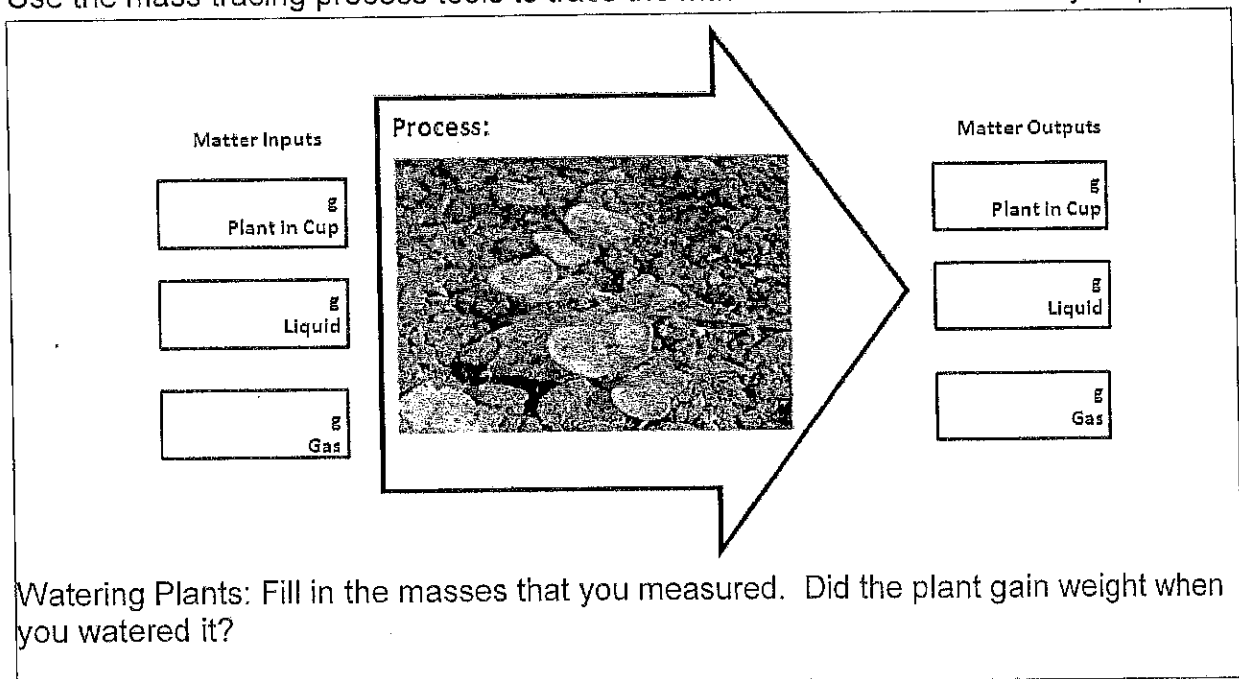 Matter Inputs
Process:
Matter Outputs
g
Plant in Cup
g
Plant in Cup
g
Liquid
g
Liquid
g
Gas
g
Gas
Watering Plants: Fill in the masses that you measured. Did the plant gain weight when
you watered it?